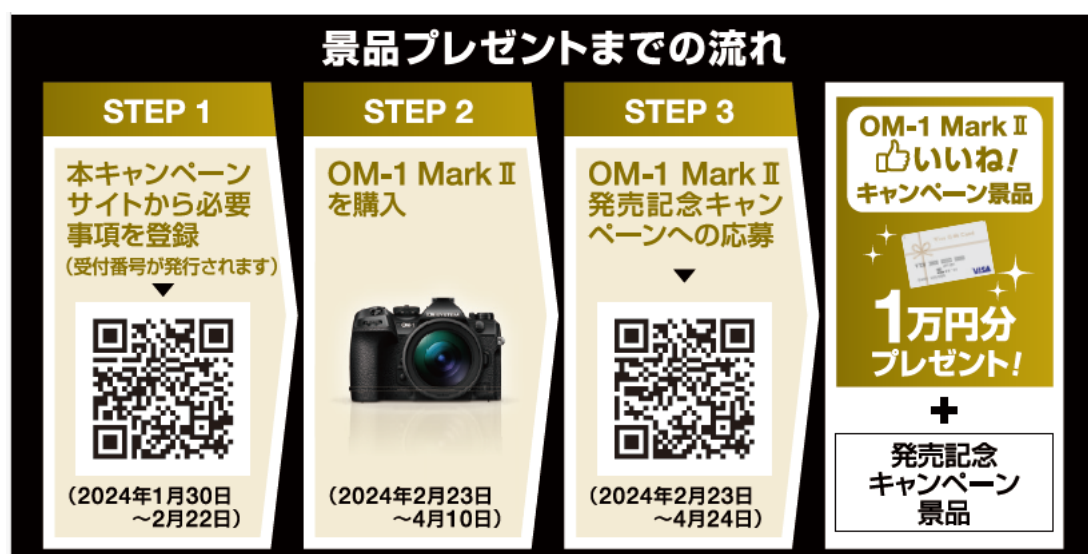 景品プレゼントまでの流れ
STEP 1
本キャンペーン
サイトから必要
事項を登録
(受付番号が発行されます)
(2024年1月30日
～2月22日)
STEP 2
OM-1 Mark Ⅱ
を購入
OM SYSTEM
OM-1
(2024年2月23日
～4月10日)
STEP 3
OM-1 Mark Ⅱ
発売記念キャン
ペーンへの応募
(2024年2月23日
～4月24日)
OM-1 Mark Ⅱ
いいね!
キャンペーン景品
VISA
1万円分
プレゼント!
+
発売記念
キャンペーン
景品